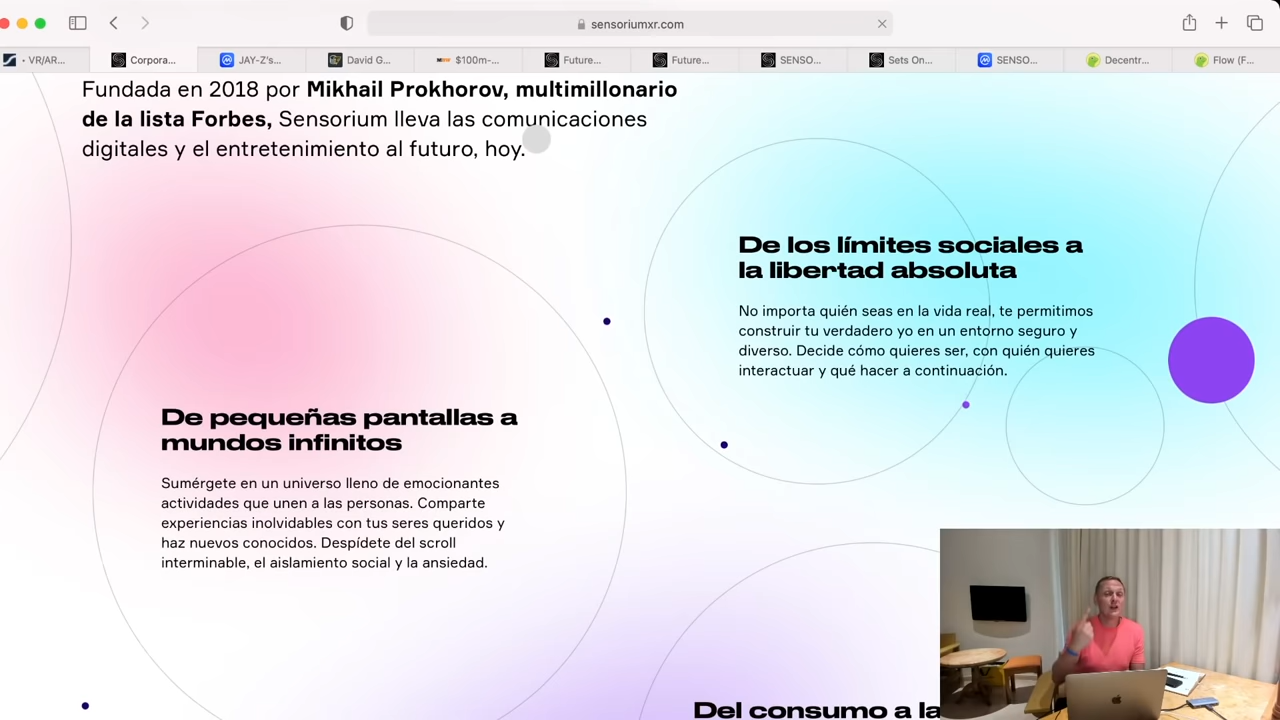 sensoriumxr.com
• VR/AR...
Corpora...
JAY-Z's...
David G...
$100m-...
Future...
Future...
SENSO...
Sets On...
SENSO...
Decentr...
Flow (F...
Fundada en 2018 por Mikhail Prokhorov, multimillonario
de la lista Forbes, Sensorium lleva las comunicaciones
digitales y el entretenimiento al futuro, hoy.
De los límites sociales a
la libertad absoluta
No importa quién seas en la vida real, te permitimos
construir tu verdadero yo en un entorno seguro y
diverso. Decide cómo quieres ser, con quién quieres
interactuar y qué hacer a continuación.
De pequeñas pantallas a
mundos infinitos
Sumérgete en un universo lleno de emocionantes
actividades que unen a las personas. Comparte
experiencias inolvidables con tus seres queridos y
haz nuevos conocidos. Despídete del scroll
interminable, el aislamiento social y la ansiedad.
Del consumo a la